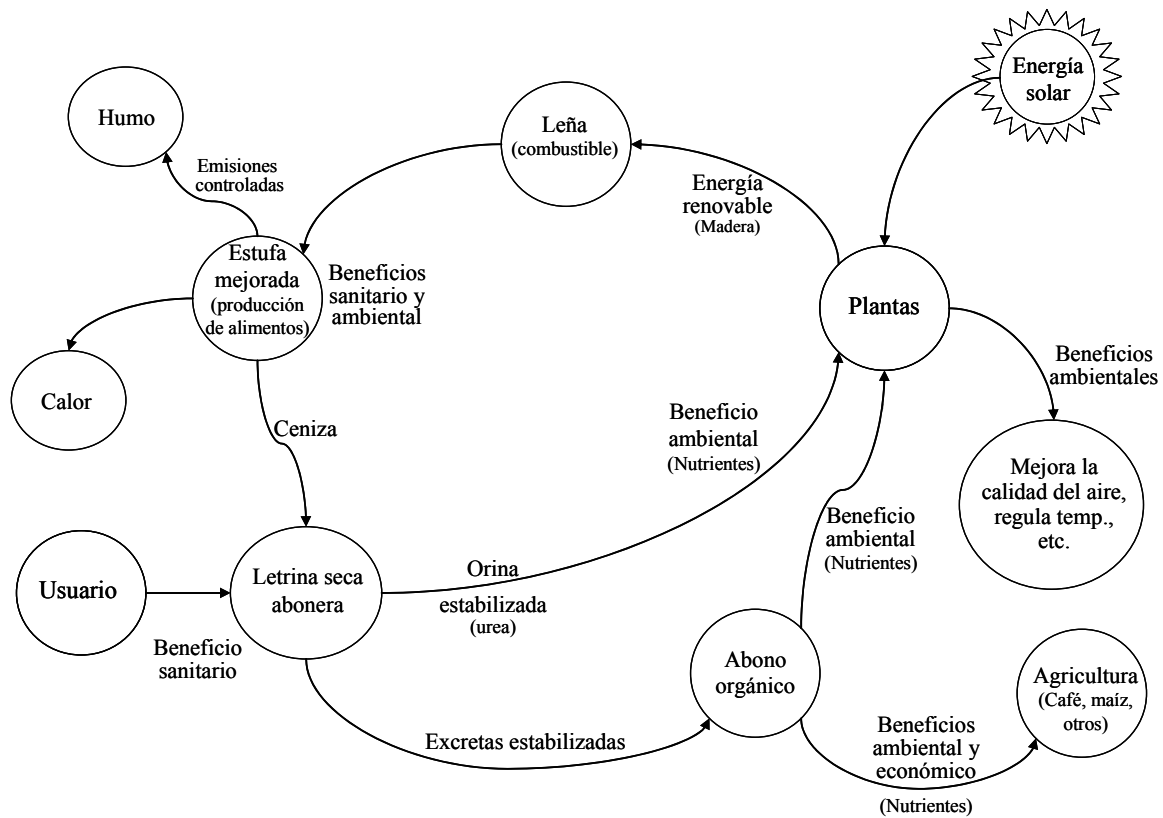 Energía
solar
Humo
Leña
(combustible)
Emisiones
controladas
Energía
renovable
(Madera)
Estufa
mejorada
(producción
de alimentos)
Beneficios
sanitario y
ambiental
Plantas
Calor
Beneficios
ambientales
Ceniza
Beneficio
ambiental
(Nutrientes)
Mejora la
calidad del aire,
regula temp.,
etc.
Beneficio
ambiental
(Nutrientes)
Usuario
Beneficio
sanitario
Letrina seca
abonera
Orina
estabilizada
(urea)
Abono
orgánico
Agricultura
(Café, maíz,
otros)
Excretas estabilizadas
Beneficios
ambiental y
económico
(Nutrientes)